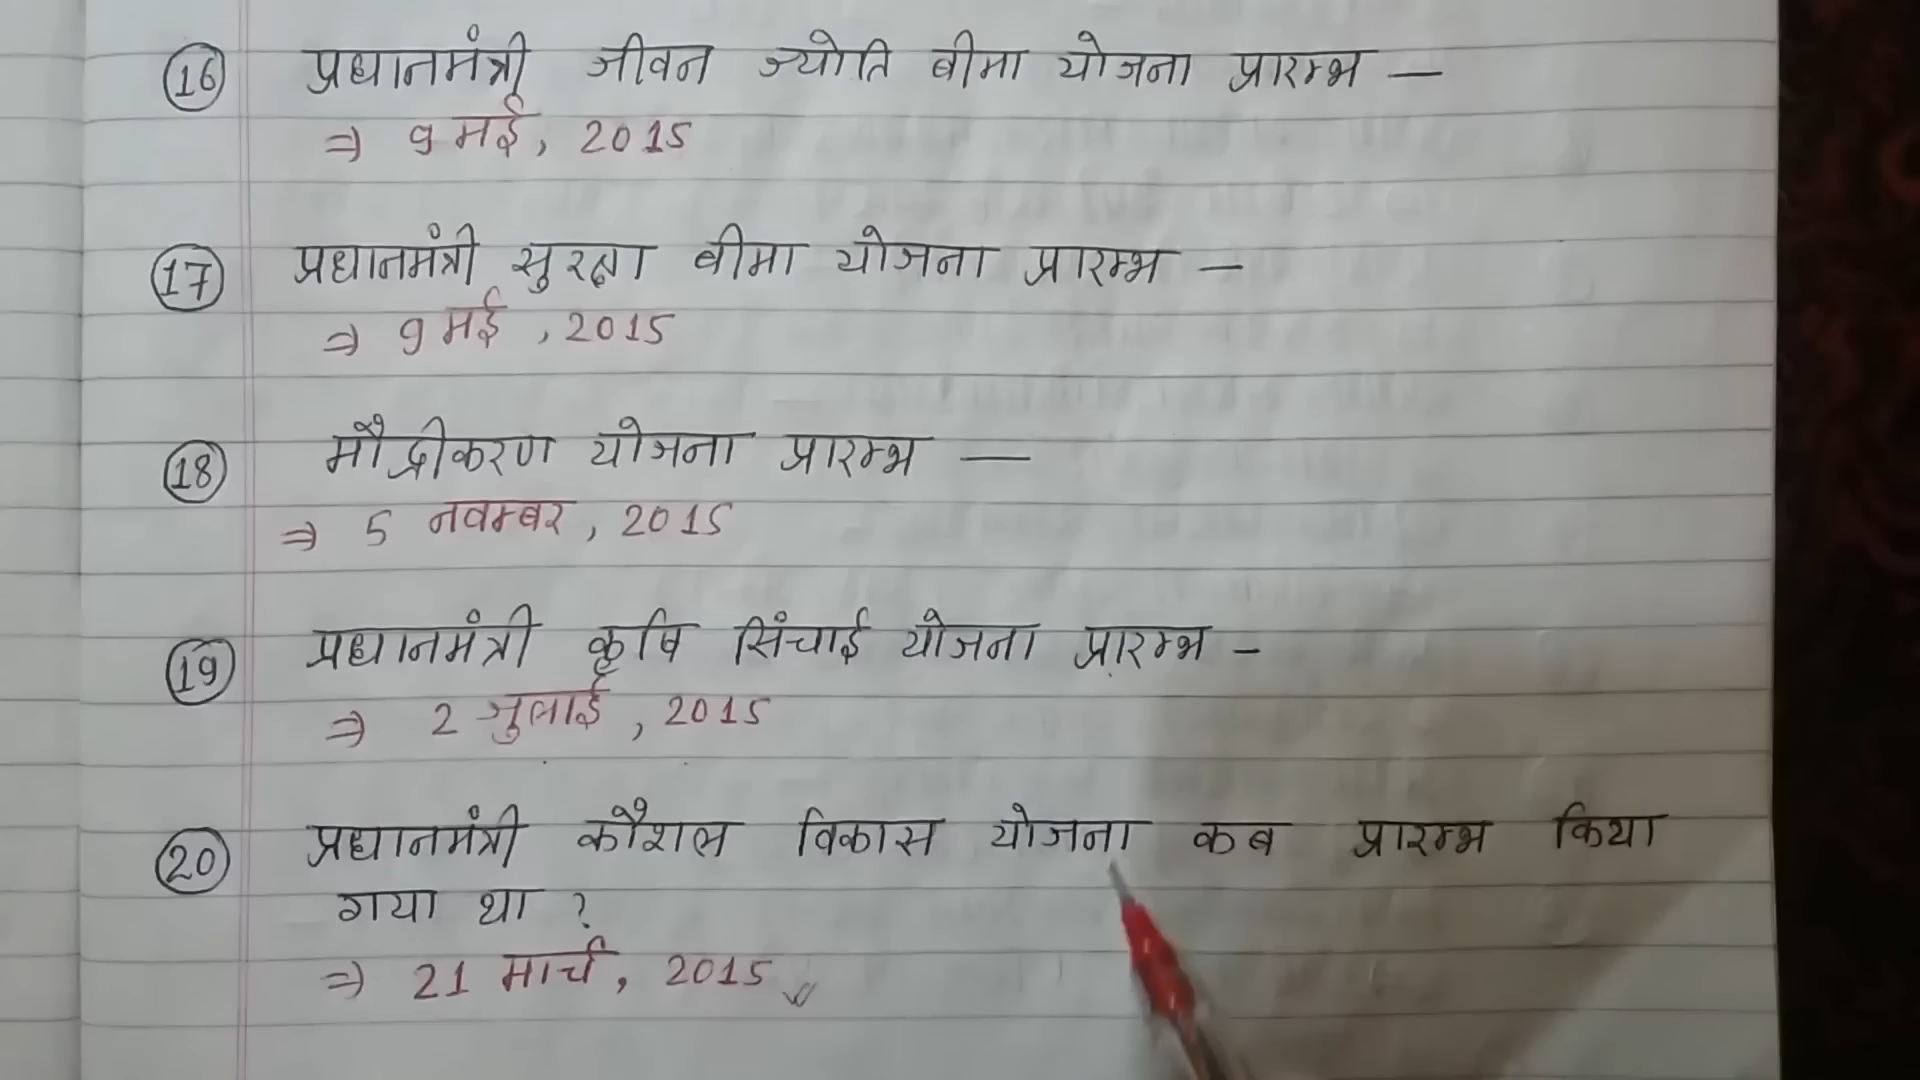 (16) प्रधानमंत्री जीवन ज्योति बीमा योजना प्रारम्भ —
⇒ 9 मई, 2015
(17) प्रधानमंत्री सुरक्षा बीमा योजना प्रारम्भ —
⇒ 9 मई, 2015
(18) मौद्रीकरण योजना प्रारम्भ —
⇒ 5 नवम्बर, 2015
(19) प्रधानमंत्री कृषि सिंचाई योजना प्रारम्भ -
⇒ 2 जुलाई, 2015
(20) प्रधानमंत्री कौशल विकास योजना कब प्रारम्भ किया
गया था ?
⇒ 21 मार्च, 2015